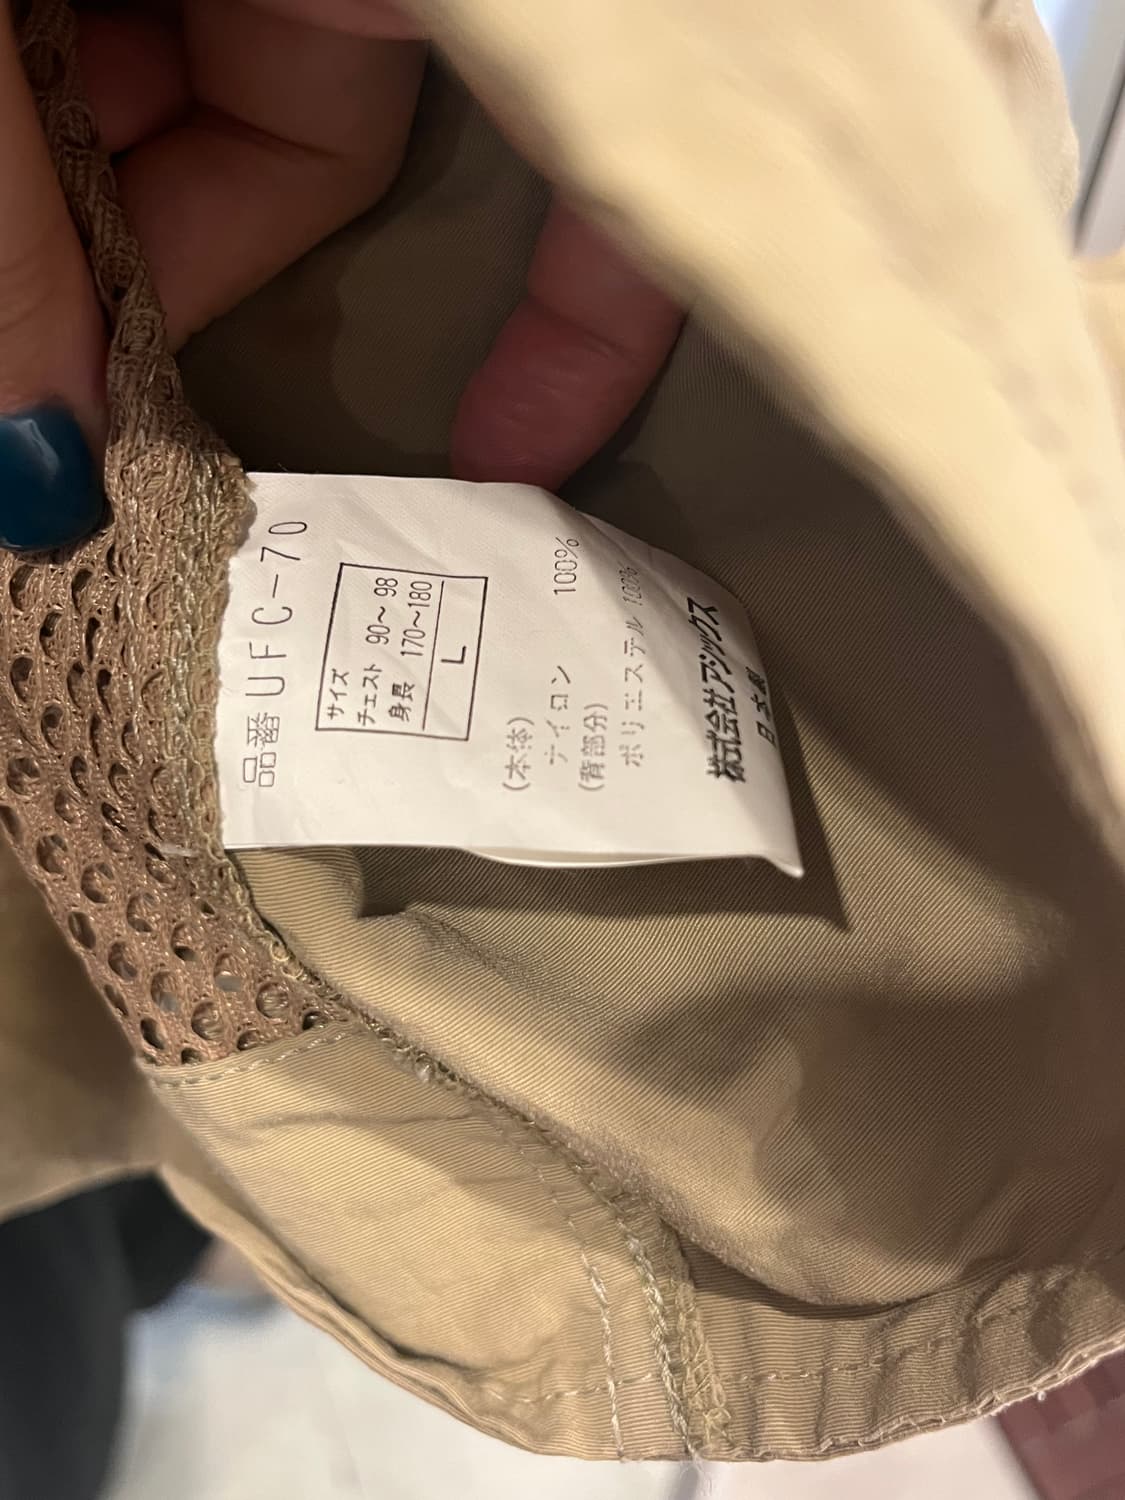 品番 UFC-70
サイズ
チェスト 90～98
身長 170～180
L
(本体)
ナイロン 100%
(背部分)
ポリエステル 100%
株式会社アシックス
日本製